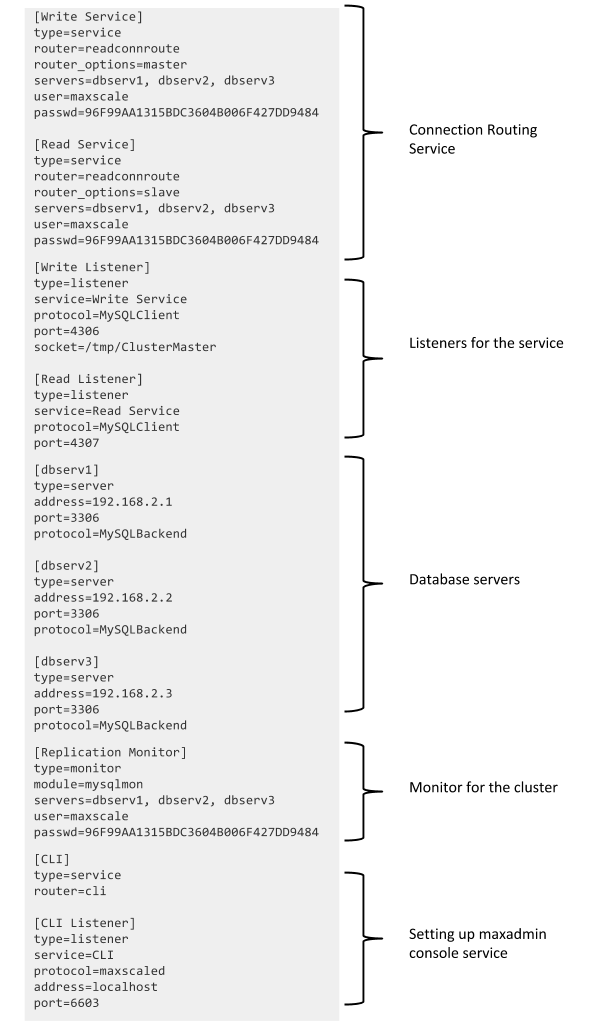 [Write Service]
type=service
router=readconnroute
router_options=master
servers=dbserv1, dbserv2, dbserv3
user=maxscale
passwd=96F99AA1315BDC3604B006F427DD9484
[Read Service]
type=service
router=readconnroute
router_options=slave
servers=dbserv1, dbserv2, dbserv3
user=maxscale
passwd=96F99AA1315BDC3604B006F427DD9484
Connection Routing
Service
[Write Listener]
type=listener
service=Write Service
protocol=MySQLClient
port=4306
socket=/tmp/ClusterMaster
[Read Listener]
type=listener
service=Read Service
protocol=MySQLClient
port=4307
Listeners for the service
[dbserv1]
type=server
address=192.168.2.1
port=3306
protocol=MySQLBackend
[dbserv2]
type=server
address=192.168.2.2
port=3306
protocol=MySQLBackend
[dbserv3]
type=server
address=192.168.2.3
port=3306
protocol=MySQLBackend
Database servers
[Replication Monitor]
type=monitor
module=mysqlmon
servers=dbserv1, dbserv2, dbserv3
user=maxscale
passwd=96F99AA1315BDC3604B006F427DD9484
Monitor for the cluster
[CLI]
type=service
router=cli
[CLI Listener]
type=listener
service=CLI
protocol=maxscaled
address=localhost
port=6603
Setting up maxadmin
console service